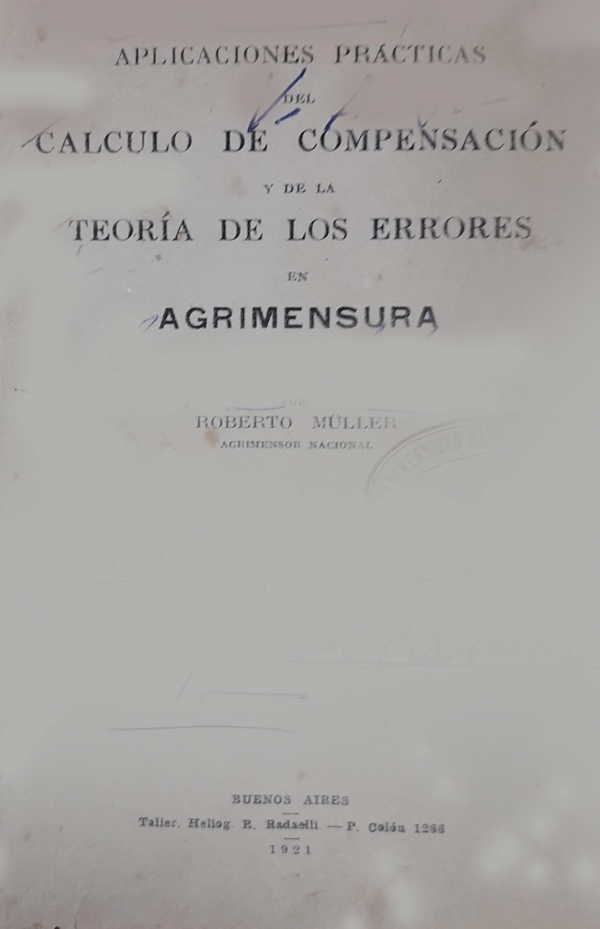 APLICACIONES PRÁCTICAS
DEL
CALCULO DE COMPENSACIÓN
Y DE LA
TEORÍA DE LOS ERRORES
EN
AGRIMENSURA
POR
ROBERTO MÜLLER
AGRIMENSOR NACIONAL
BUENOS AIRES
Taller. Heliog. R. Radaelli. — P. Colón 1266
1921